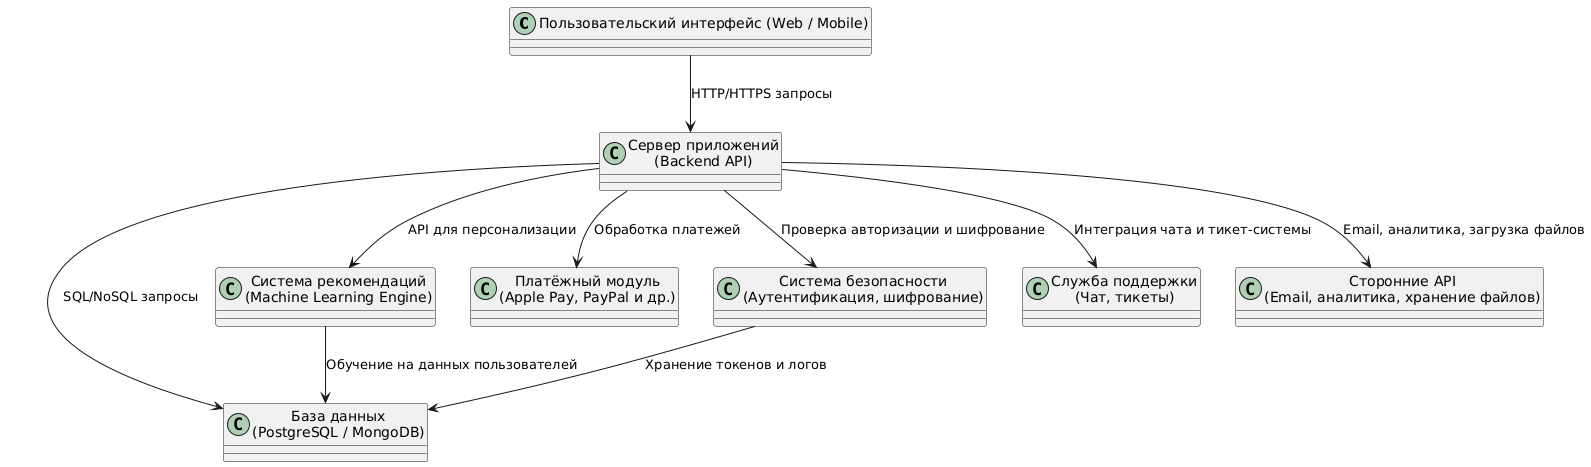 C Пользовательский интерфейс (Web / Mobile)
HTTP/HTTPS запросы
C Сервер приложений
(Backend API)
API для персонализации
Обработка платежей
Проверка авторизации и шифрование
Интеграция чата и тикет-системы
Email, аналитика, загрузка файлов
SQL/NoSQL запросы
C Система рекомендаций
(Machine Learning Engine)
C Платёжный модуль
(Apple Pay, PayPal и др.)
C Система безопасности
(Аутентификация, шифрование)
C Служба поддержки
(Чат, тикеты)
C Сторонние API
(Email, аналитика, хранение файлов)
Обучение на данных пользователей
Хранение токенов и логов
C База данных
(PostgreSQL / MongoDB)